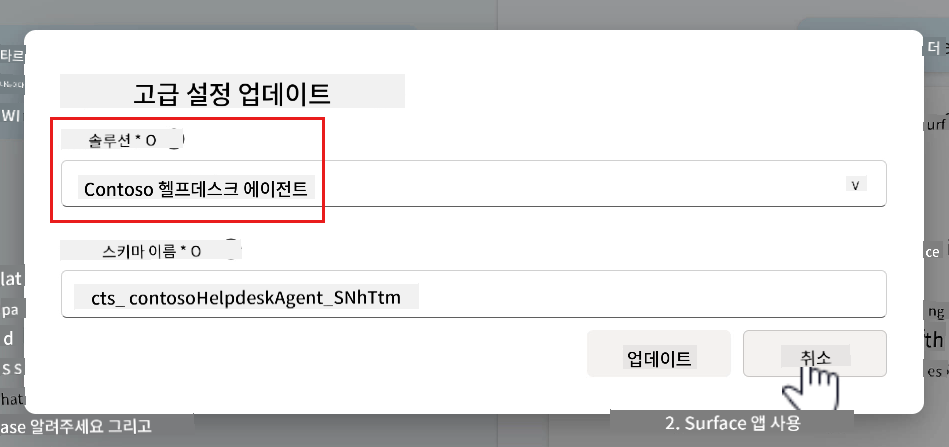 타르
더
WI
urf
고급 설정 업데이트
솔루션 * O
Contoso 헬프데스크 에이전트
v
스키마 이름 * O
ce
lat
cts_ contosoHelpdeskAgent_SNhTtm
pa
ng
d
th
업데이트
취소
s s
es
hat
ase 알려주세요 그리고
2. Surface 앱 사용